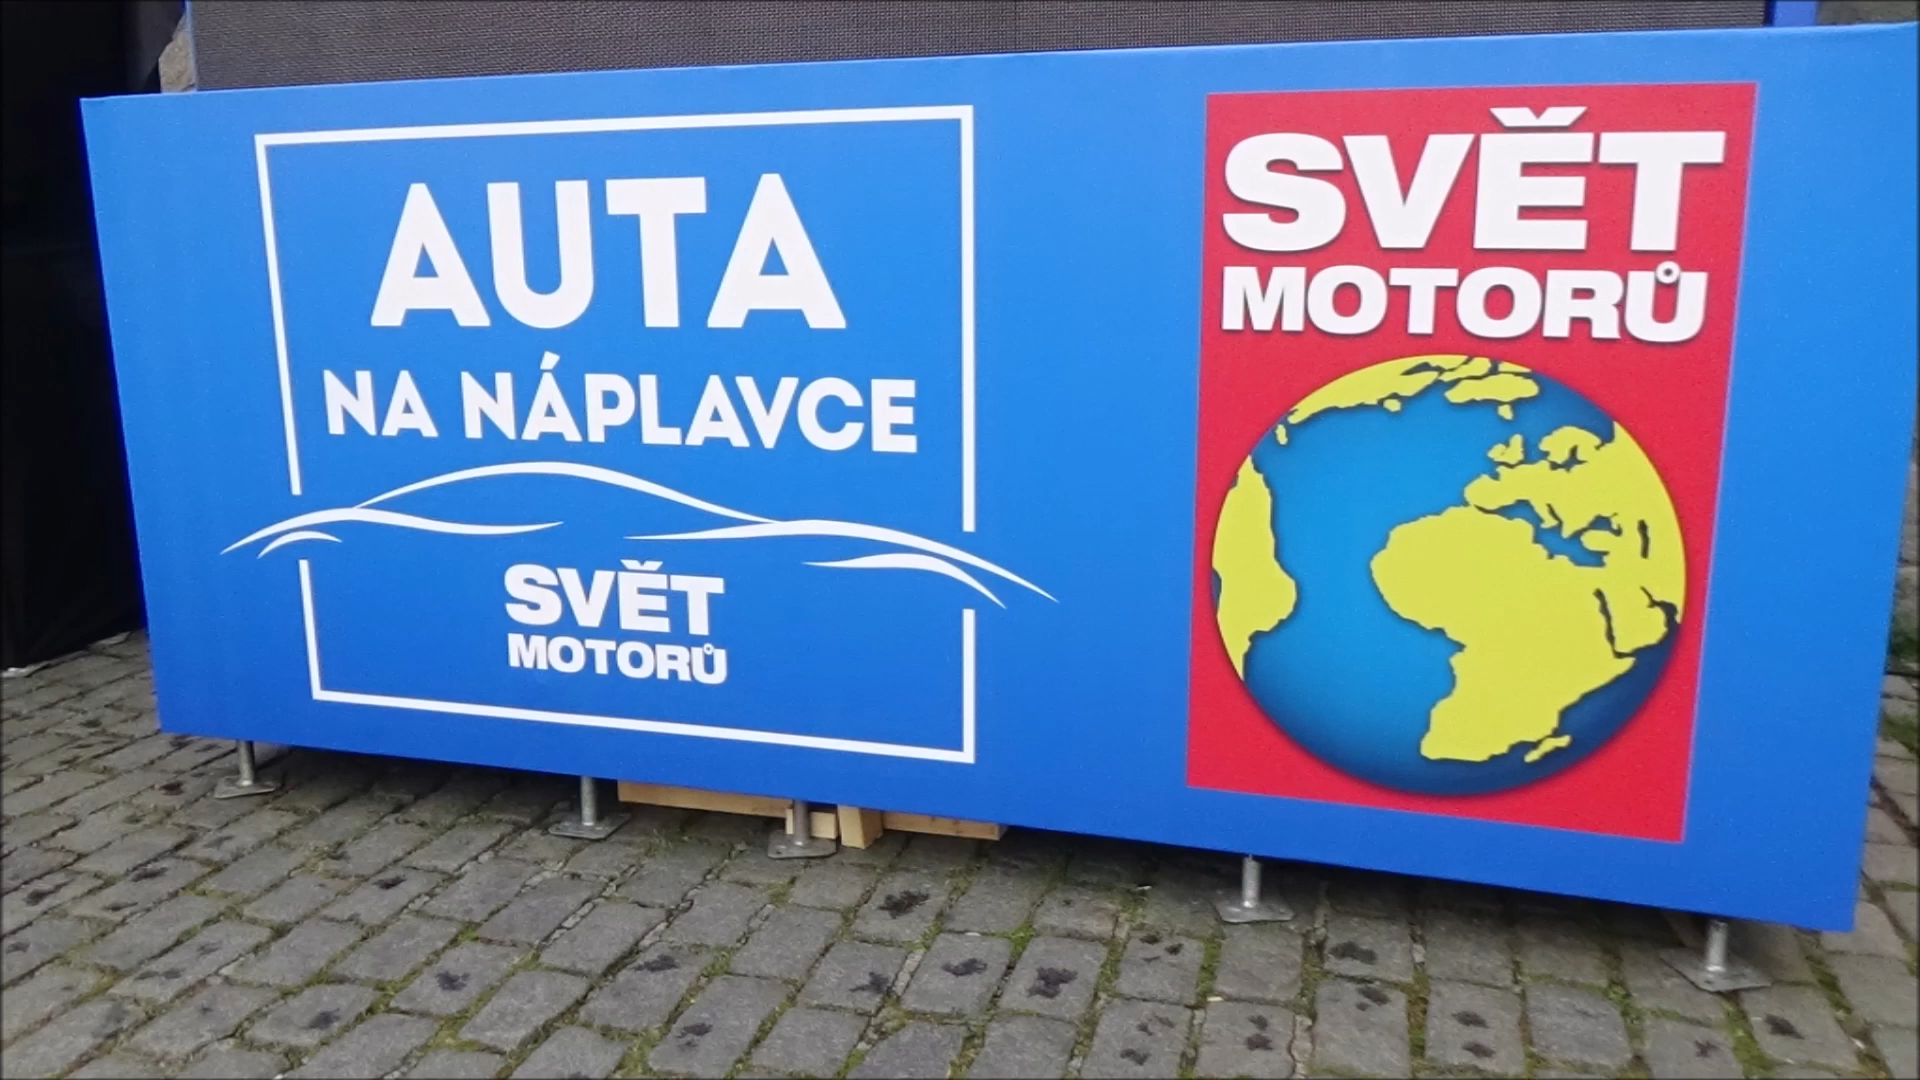 AUTA
NA NÁPLAVCE
SVĚT
MOTORŮ
SVĚT
MOTORŮ